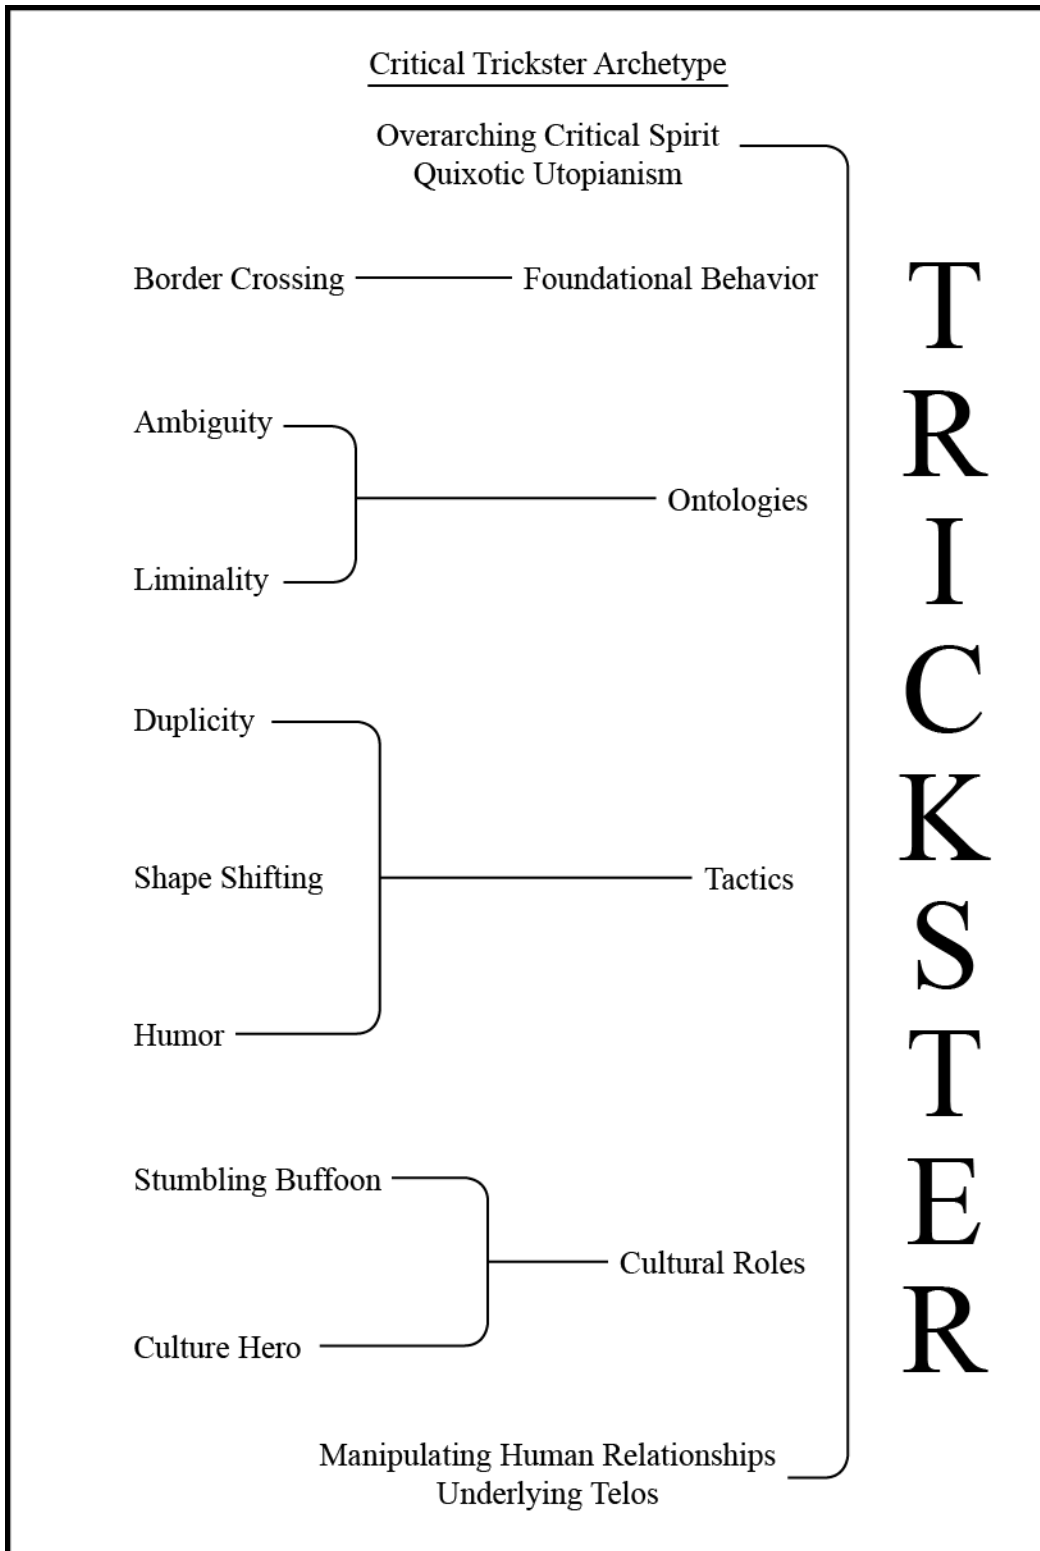 Critical Trickster Archetype
Overarching Critical Spirit
Quixotic Utopianism
Border Crossing
Foundational Behavior
Ambiguity
Ontologies
Liminality
Duplicity
Shape Shifting
Tactics
Humor
Stumbling Buffoon
Cultural Roles
Culture Hero
Manipulating Human Relationships
Underlying Telos
TRICKSTER